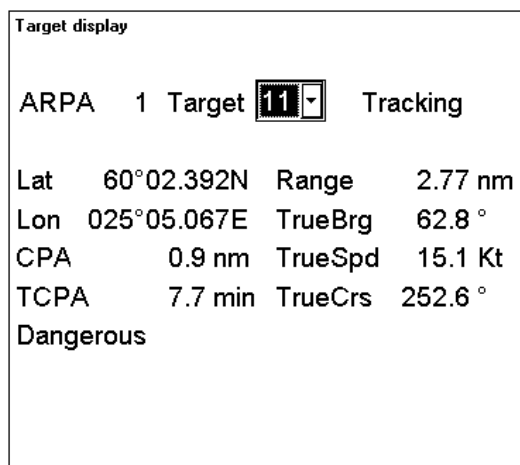 Target display
ARPA 1 Target 11 Tracking
Lat 60°02.392N Range 2.77 nm
Lon 025°05.067E TrueBrg 62.8 °
CPA 0.9 nm TrueSpd 15.1 Kt
TCPA 7.7 min TrueCrs 252.6 °
Dangerous